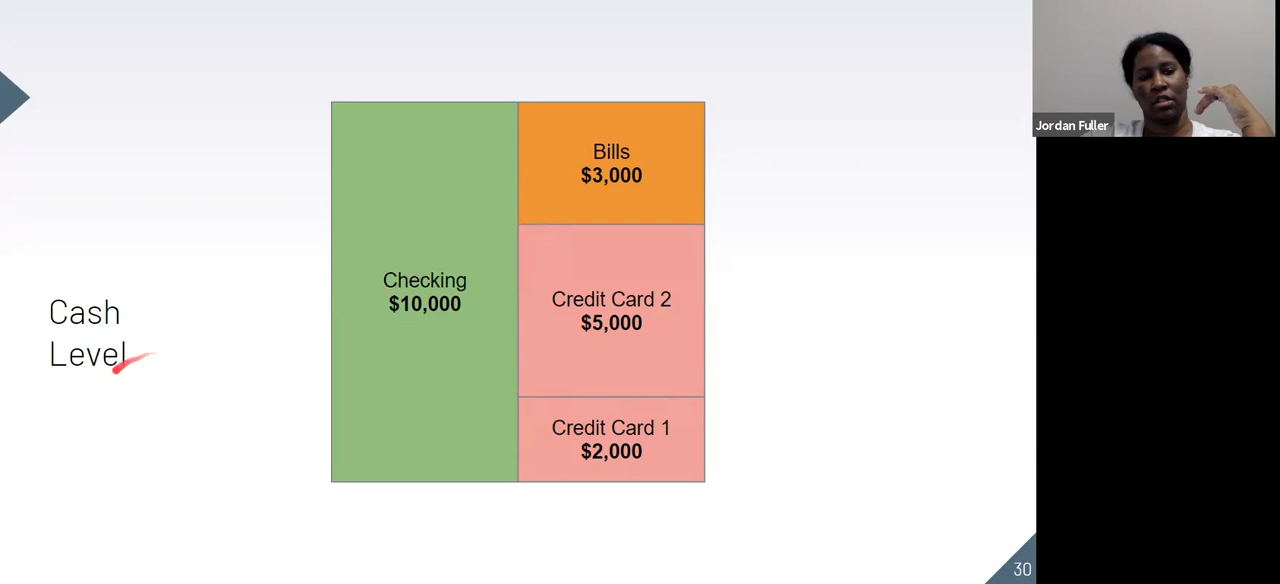 Bills
$3,000
Checking
$10,000
Credit Card 2
$5,000
Cash
Level
Credit Card 1
$2,000
Jordan Fuller
30